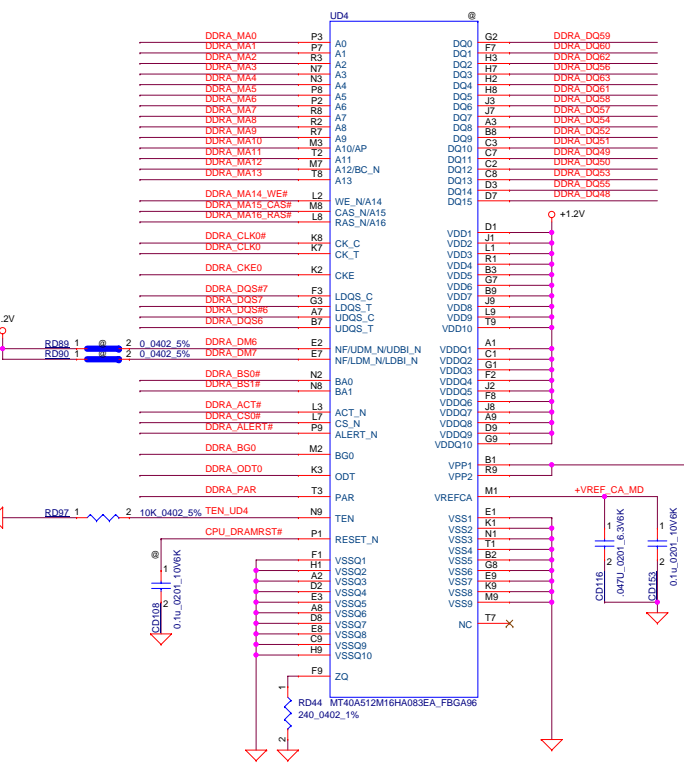 UD4 @
DDRA_MA0 P3 A0 DQ0 G2 DDRA_DQ59
DDRA_MA1 P7 A1 DQ1 F7 DDRA_DQ60
DDRA_MA2 R3 A2 DQ2 H3 DDRA_DQ62
DDRA_MA3 N7 A3 DQ3 H7 DDRA_DQ56
DDRA_MA4 N3 A4 DQ4 H2 DDRA_DQ63
DDRA_MA5 P8 A5 DQ5 H8 DDRA_DQ61
DDRA_MA6 P2 A6 DQ6 J3 DDRA_DQ58
DDRA_MA7 R8 A7 DQ7 J7 DDRA_DQ57
DDRA_MA8 R2 A8 DQ8 A3 DDRA_DQ54
DDRA_MA9 R7 A9 DQ9 B8 DDRA_DQ52
DDRA_MA10 M3 A10/AP DQ10 C3 DDRA_DQ51
DDRA_MA11 T2 A11 DQ11 C7 DDRA_DQ49
DDRA_MA12 M7 A12/BC_N DQ12 C2 DDRA_DQ50
DDRA_MA13 T8 A13 DQ13 C8 DDRA_DQ53
DQ14 D3 DDRA_DQ55
DDRA_MA14_WE# L2 WE_N/A14 DQ15 D7 DDRA_DQ48
DDRA_MA15_CAS# M8 CAS_N/A15
DDRA_MA16_RAS# L8 RAS_N/A16 +1.2V
VDD1 D1
DDRA_CLK0# K8 CK_C VDD2 J1
DDRA_CLK0 K7 CK_T VDD3 L1
VDD4 R1
DDRA_CKE0 K2 CKE VDD5 B3
VDD6 G7
DDRA_DQS#7 F3 LDQS_C VDD7 B9
DDRA_DQS7 G3 LDQS_T VDD8 J9
DDRA_DQS#6 A7 UDQS_C VDD9 L9
DDRA_DQS6 B7 UDQS_T VDD10 T9
.2V
RD89 1 @ 2 0_0402_5% DDRA_DM6 E2 NF/UDM_N/UDBI_N VDDQ1 A1
RD90 1 @ 2 0_0402_5% DDRA_DM7 E7 NF/LDM_N/LDBI_N VDDQ2 C1
VDDQ3 G1
DDRA_BS0# N2 BA0 VDDQ4 F2
DDRA_BS1# N8 BA1 VDDQ5 J2
VDDQ6 F8
DDRA_ACT# L3 ACT_N VDDQ7 J8
DDRA_CS0# L7 CS_N VDDQ8 A9
DDRA_ALERT# P9 ALERT_N VDDQ9 D9
VDDQ10 G9
DDRA_BG0 M2 BG0
VPP1 B1
DDRA_ODT0 K3 ODT VPP2 R9
DDRA_PAR T3 PAR VREFCA M1 +VREF_CA_MD
RD97 1 2 10K_0402_5% TEN_UD4 N9 TEN VSS1 E1
VSS2 K1
CPU_DRAMRST# P1 RESET_N VSS3 N1
VSS4 T1
VSSQ1 F1 VSS5 B2
VSSQ2 H1 VSS6 G8
VSSQ3 A2 VSS7 E9
VSSQ4 D2 VSS8 K9
VSSQ5 E3 VSS9 M9
VSSQ6 A8
VSSQ7 D8 NC T7
VSSQ8 E8
VSSQ9 C9
VSSQ10 H9
@ 1 2 CD108 0.1u_0201_10V6K
1 2 CD116 .047U_0201_6.3V6K
1 2 CD153 0.1u_0201_10V6K
F9 ZQ
1 2 RD44 240_0402_1%
MT40A512M16HA083EA_FBGA96